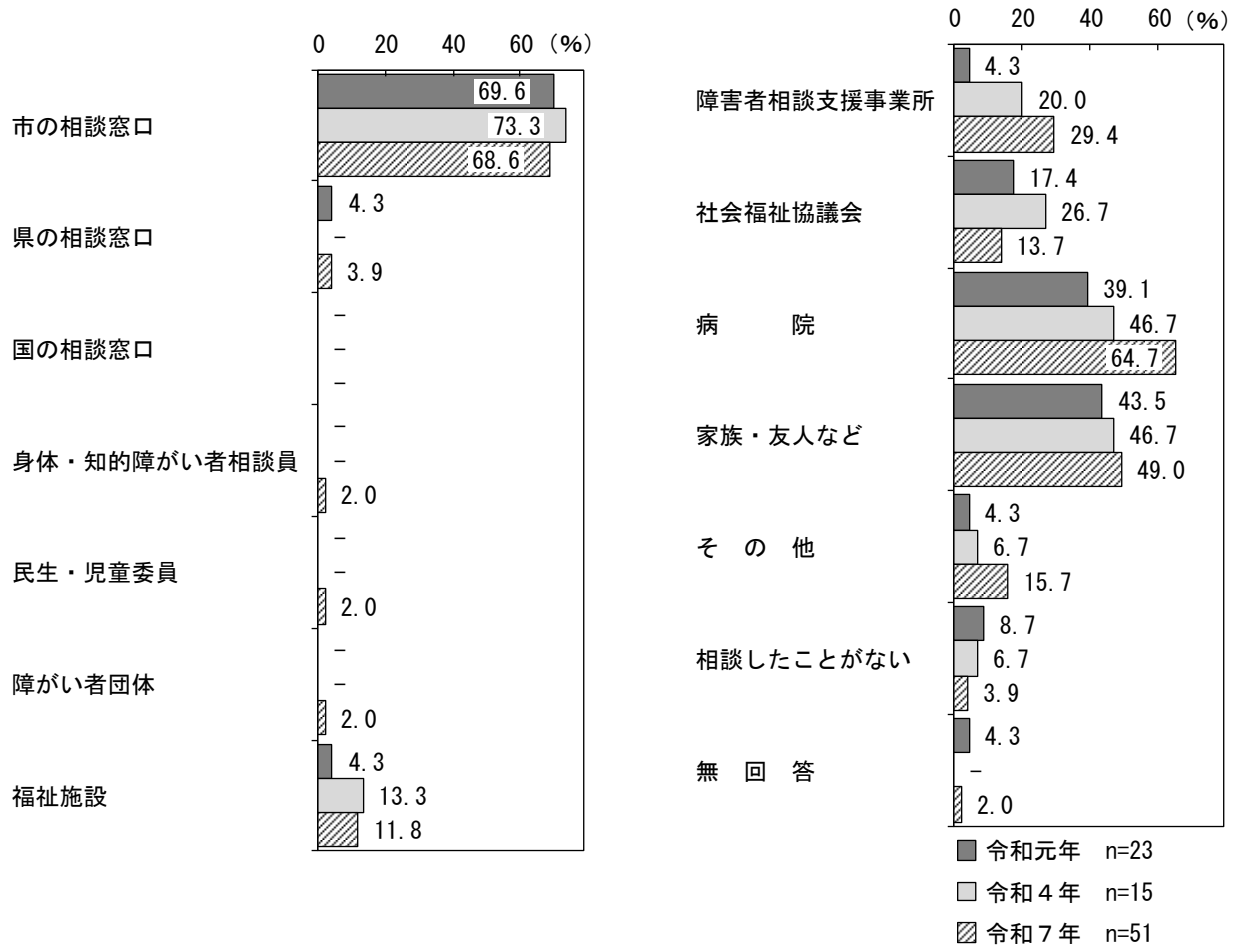 0 20 40 60 (%)
市の相談窓口
69.6
73.3
68.6
県の相談窓口
4.3
–
3.9
国の相談窓口
–
–
–
身体・知的障がい者相談員
–
–
2.0
民生・児童委員
–
–
2.0
障がい者団体
–
–
2.0
福祉施設
4.3
13.3
11.8
0 20 40 60 (%)
障害者相談支援事業所
4.3
20.0
29.4
社会福祉協議会
17.4
26.7
13.7
病　　院
39.1
46.7
64.7
家族・友人など
43.5
46.7
49.0
そ　の　他
4.3
6.7
15.7
相談したことがない
8.7
6.7
3.9
無　回　答
4.3
–
2.0
令和元年 n=23
令和４年 n=15
令和７年 n=51